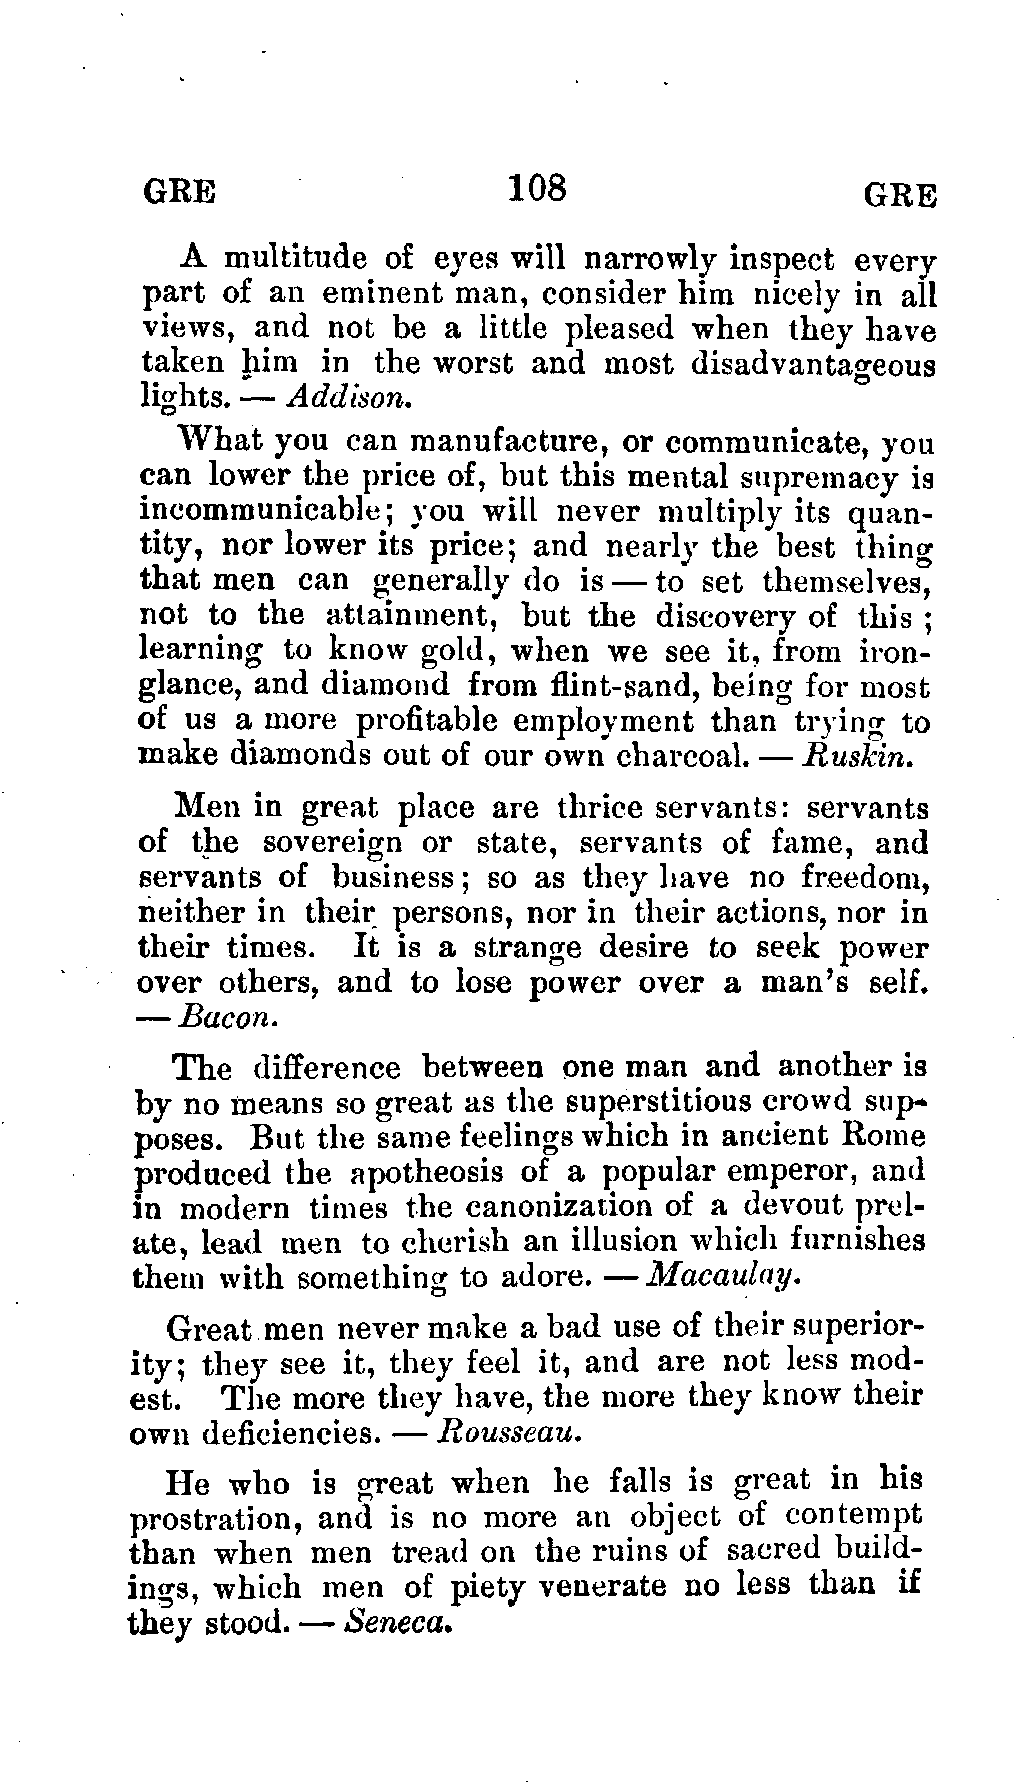 GRE 108 GRE
A multitude of eyes will narrowly inspect every
part of an eminent man, consider him nicely in all
views, and not be a little pleased when they have
taken him in the worst and most disadvantageous
lights. — Addison.
What you can manufacture, or communicate, you
can lower the price of, but this mental supremacy is
incommunicable; you will never multiply its quan-
tity, nor lower its price; and nearly the best thing
that men can generally do is — to set themselves,
not to the attainment, but the discovery of this ;
learning to know gold, when we see it, from iron-
glance, and diamond from flint-sand, being for most
of us a more profitable employment than trying to
make diamonds out of our own charcoal. — Ruskin.
Men in great place are thrice servants: servants
of the sovereign or state, servants of fame, and
servants of business; so as they have no freedom,
neither in their persons, nor in their actions, nor in
their times. It is a strange desire to seek power
over others, and to lose power over a man's self.
— Bacon.
The difference between one man and another is
by no means so great as the superstitious crowd sup-
poses. But the same feelings which in ancient Rome
produced the apotheosis of a popular emperor, and
in modern times the canonization of a devout prel-
ate, lead men to cherish an illusion which furnishes
them with something to adore. — Macaulay.
Great men never make a bad use of their superior-
ity; they see it, they feel it, and are not less mod-
est. The more they have, the more they know their
own deficiencies. — Rousseau.
He who is great when he falls is great in his
prostration, and is no more an object of contempt
than when men tread on the ruins of sacred build-
ings, which men of piety venerate no less than if
they stood. — Seneca.